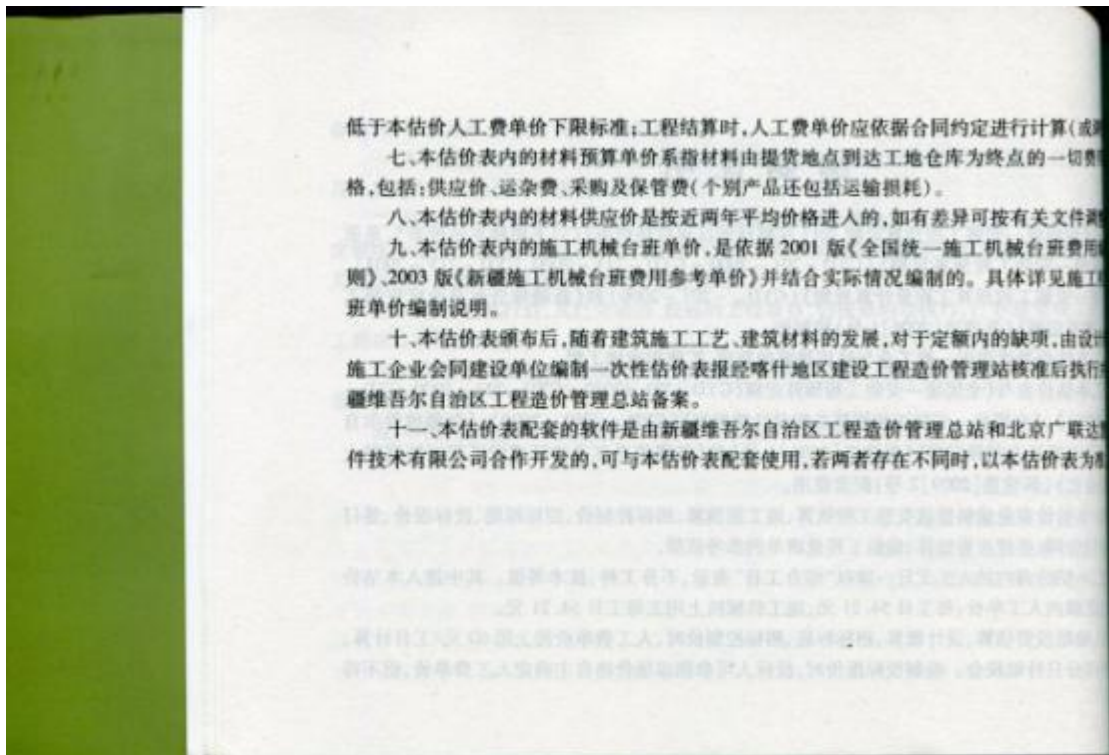 低于本估价人工费单价下限标准;工程结算时,人工费单价应依据合同约定进行计算(或
七、本估价表内的材料预算单价系指材料由提货地点到达工地仓库为终点的一切费
格,包括:供应价、运杂费、采购及保管费(个别产品还包括运输损耗)。
八、本估价表内的材料供应价是按近两年平均价格进入的,如有差异可按有关文件
九、本估价表内的施工机械台班单价,是依据 2001 版《全国统一施工机械台班费用
则》、2003 版《新疆施工机械台班费用参考单价》并结合实际情况编制的。具体详见施工
班单价编制说明。
十、本估价表颁布后,随着建筑施工工艺、建筑材料的发展,对于定额内的缺项,由设计
施工企业会同建设单位编制一次性估价表报经喀什地区建设工程造价管理站核准后执行
疆维吾尔自治区工程造价管理总站备案。
十一、本估价表配套的软件是由新疆维吾尔自治区工程造价管理总站和北京广联达
件技术有限公司合作开发的,可与本估价表配套使用,若两者存在不同时,以本估价表为